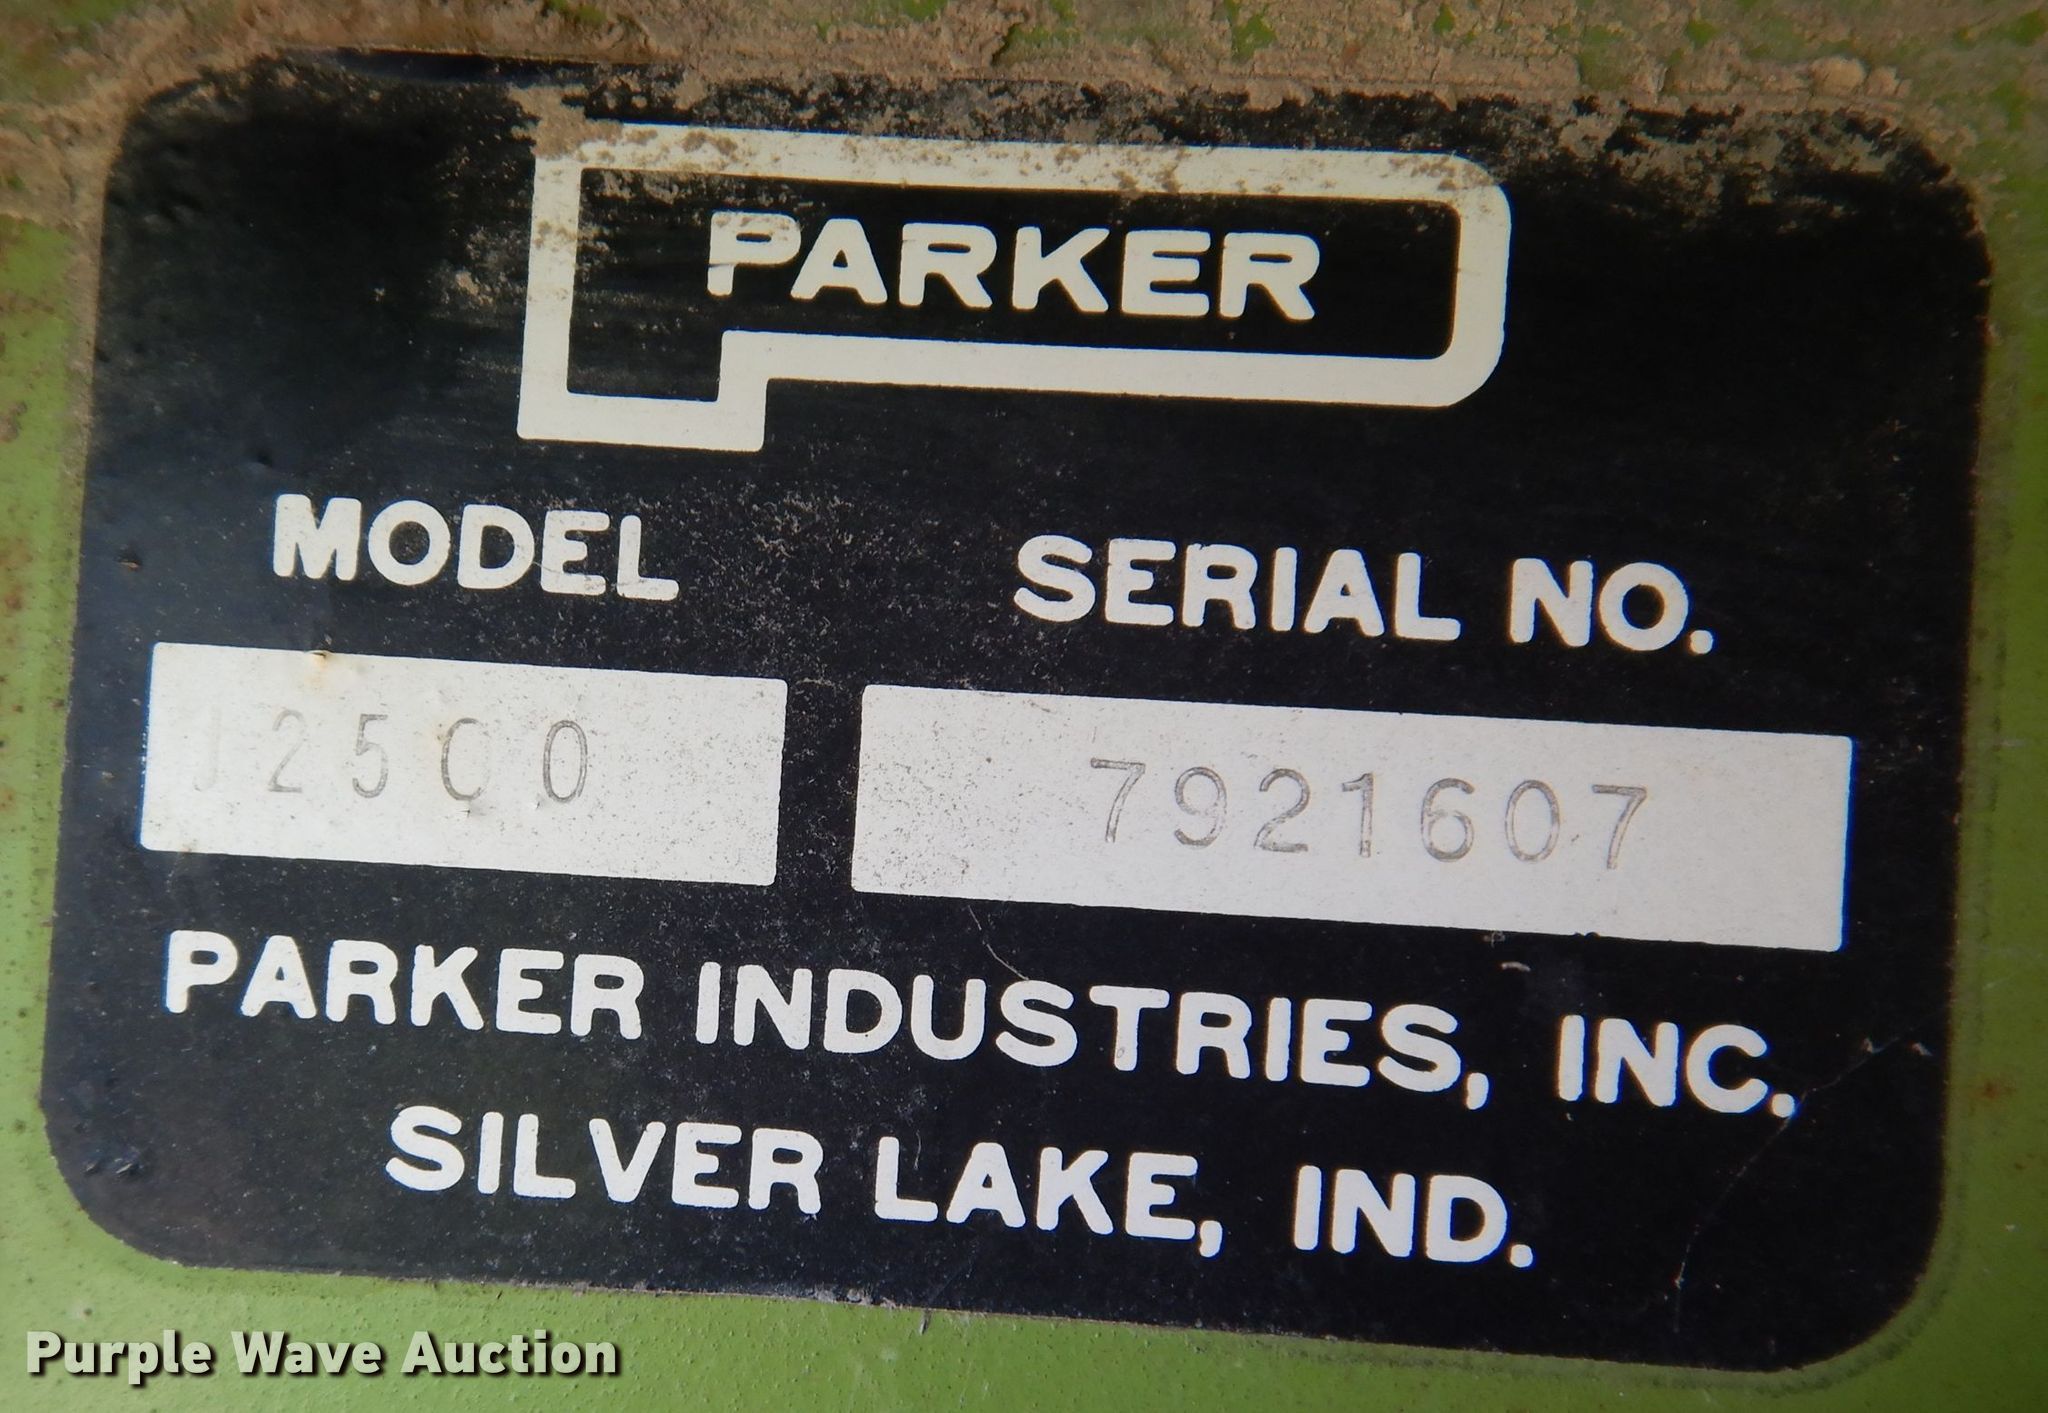 PARKER
MODEL SERIAL NO.
J2500 7921607
PARKER INDUSTRIES, INC.
SILVER LAKE, IND.
Purple Wave Auction